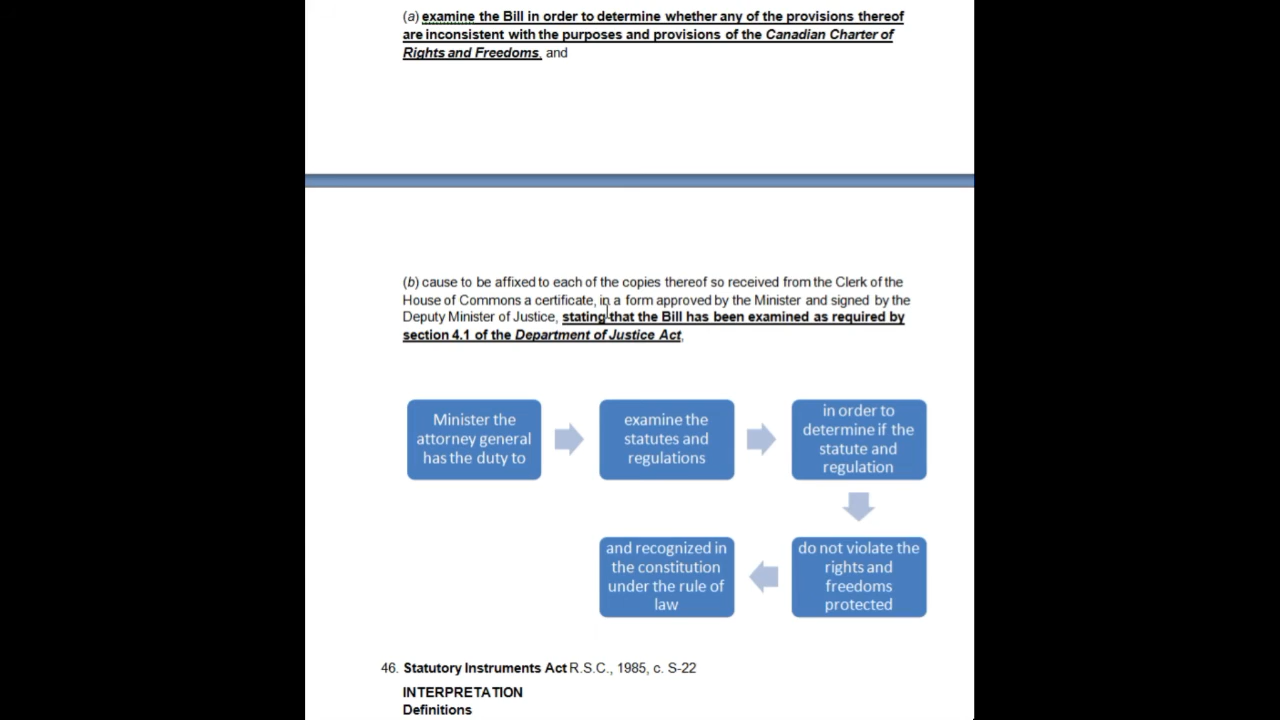 (a) examine the Bill in order to determine whether any of the provisions thereof
are inconsistent with the purposes and provisions of the Canadian Charter of
Rights and Freedoms, and
(b) cause to be affixed to each of the copies thereof so received from the Clerk of the
House of Commons a certificate, in a form approved by the Minister and signed by the
Deputy Minister of Justice, stating that the Bill has been examined as required by
section 4.1 of the Department of Justice Act,
Minister the
attorney general
has the duty to
examine the
statutes and
regulations
in order to
determine if the
statute and
regulation
do not violate the
rights and
freedoms
protected
and recognized in
the constitution
under the rule of
law
46. Statutory Instruments Act R.S.C., 1985, c. S-22
INTERPRETATION
Definitions